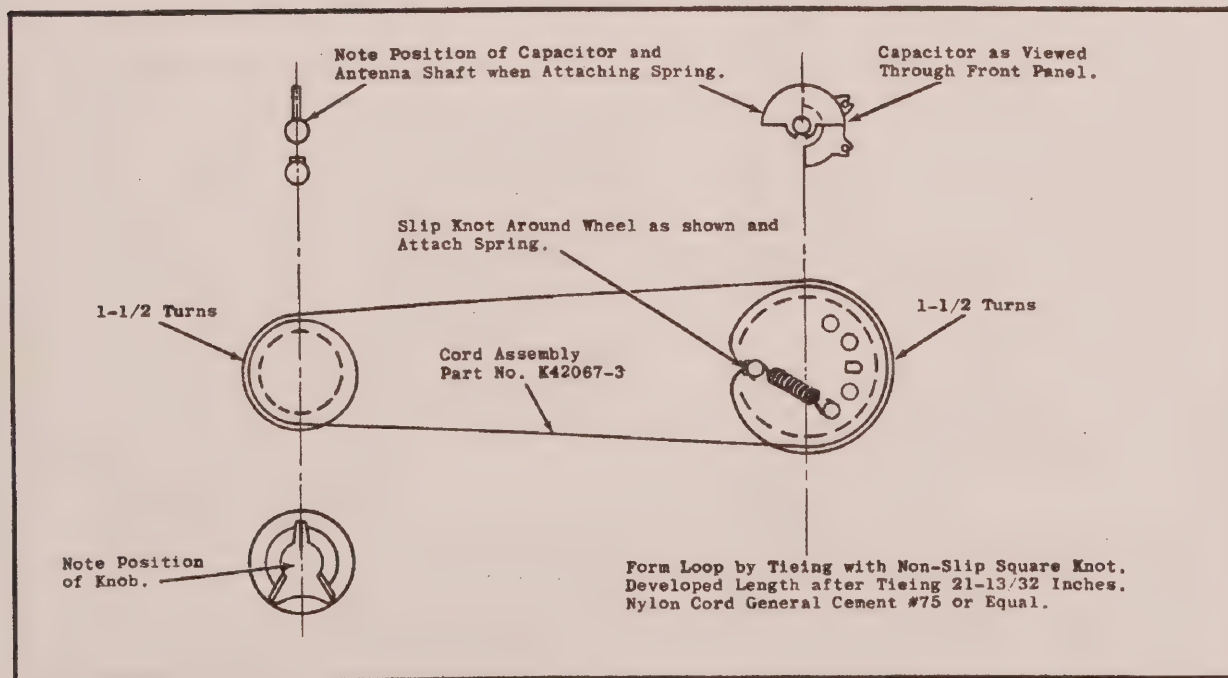 Note Position of Capacitor and
Antenna Shaft when Attaching Spring.
Capacitor as Viewed
Through Front Panel.
Slip Knot Around Wheel as shown and
Attach Spring.
1-1/2 Turns
1-1/2 Turns
Cord Assembly
Part No. K42067-3
Note Position
of Knob.
Form Loop by Tieing with Non-Slip Square Knot.
Developed Length after Tieing 21-13/32 Inches.
Nylon Cord General Cement #75 or Equal.